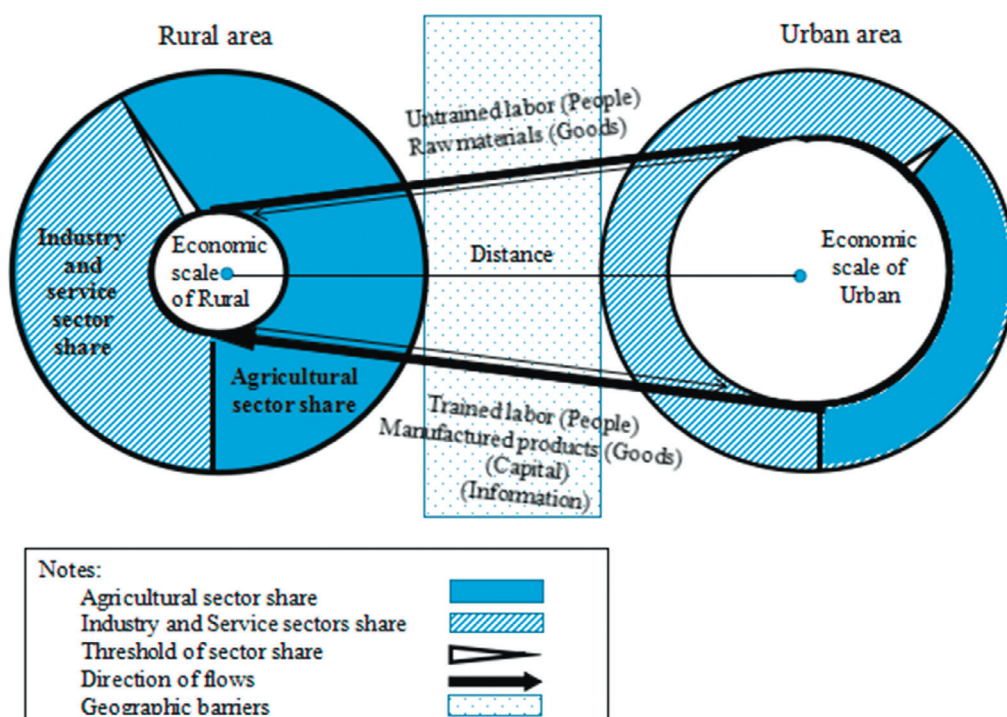 Rural area
Urban area
Untrained labor (People)
Raw materials (Goods)
Industry
and
service
sector
share
Economic
scale
of Rural
Distance
Economic
scale of
Urban
Agricultural
sector share
Trained labor (People)
Manufactured products (Goods)
(Capital)
(Information)
Notes:
Agricultural sector share
Industry and Service sectors share
Threshold of sector share
Direction of flows
Geographic barriers